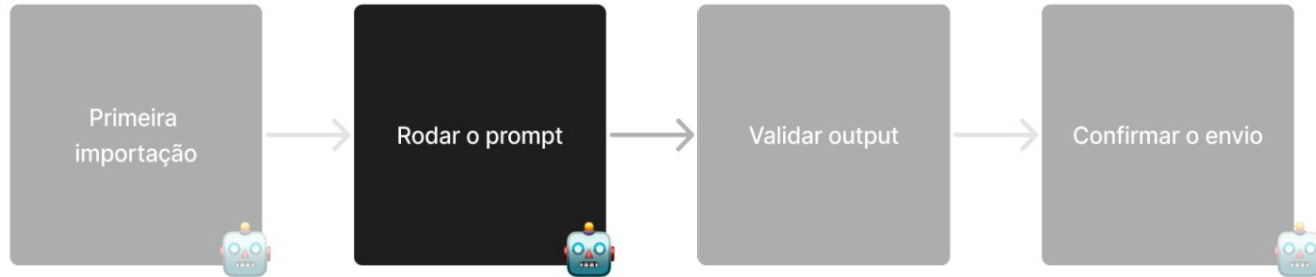 Primeira
importação
Rodar o prompt
Validar output
Confirmar o envio